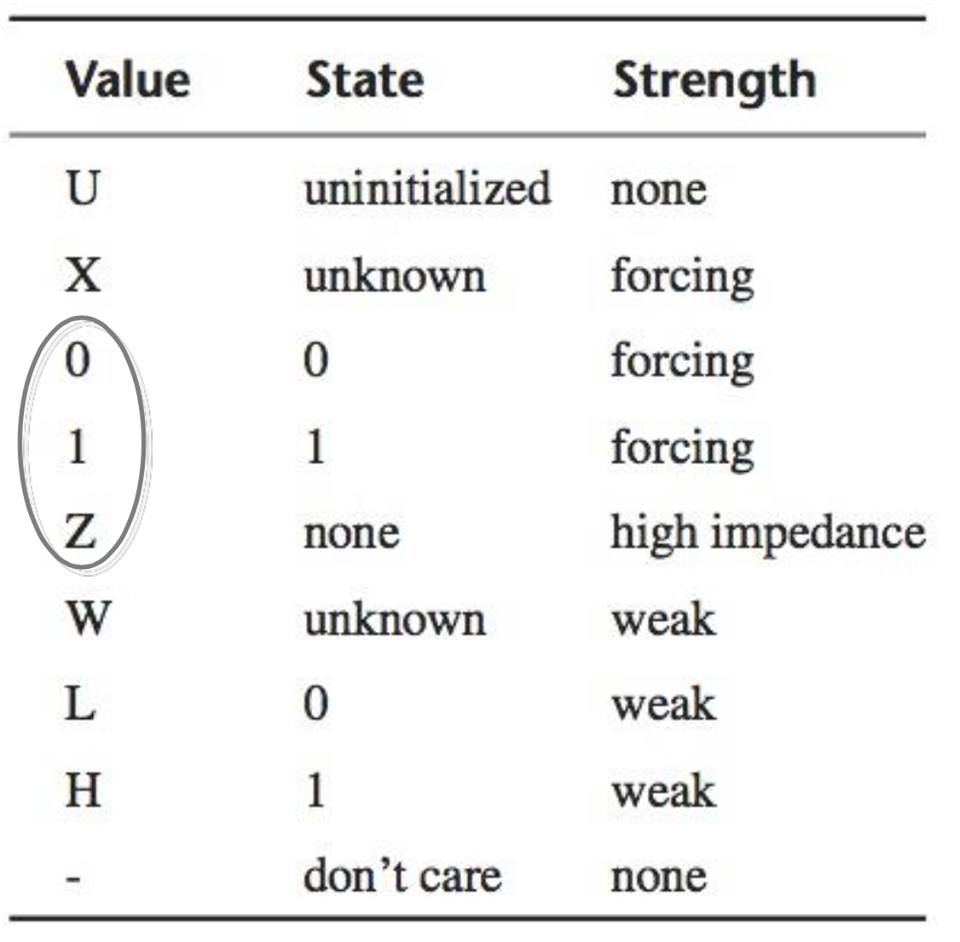 Value State Strength
U uninitialized none
X unknown forcing
0 0 forcing
1 1 forcing
Z none high impedance
W unknown weak
L 0 weak
H 1 weak
- don’t care none